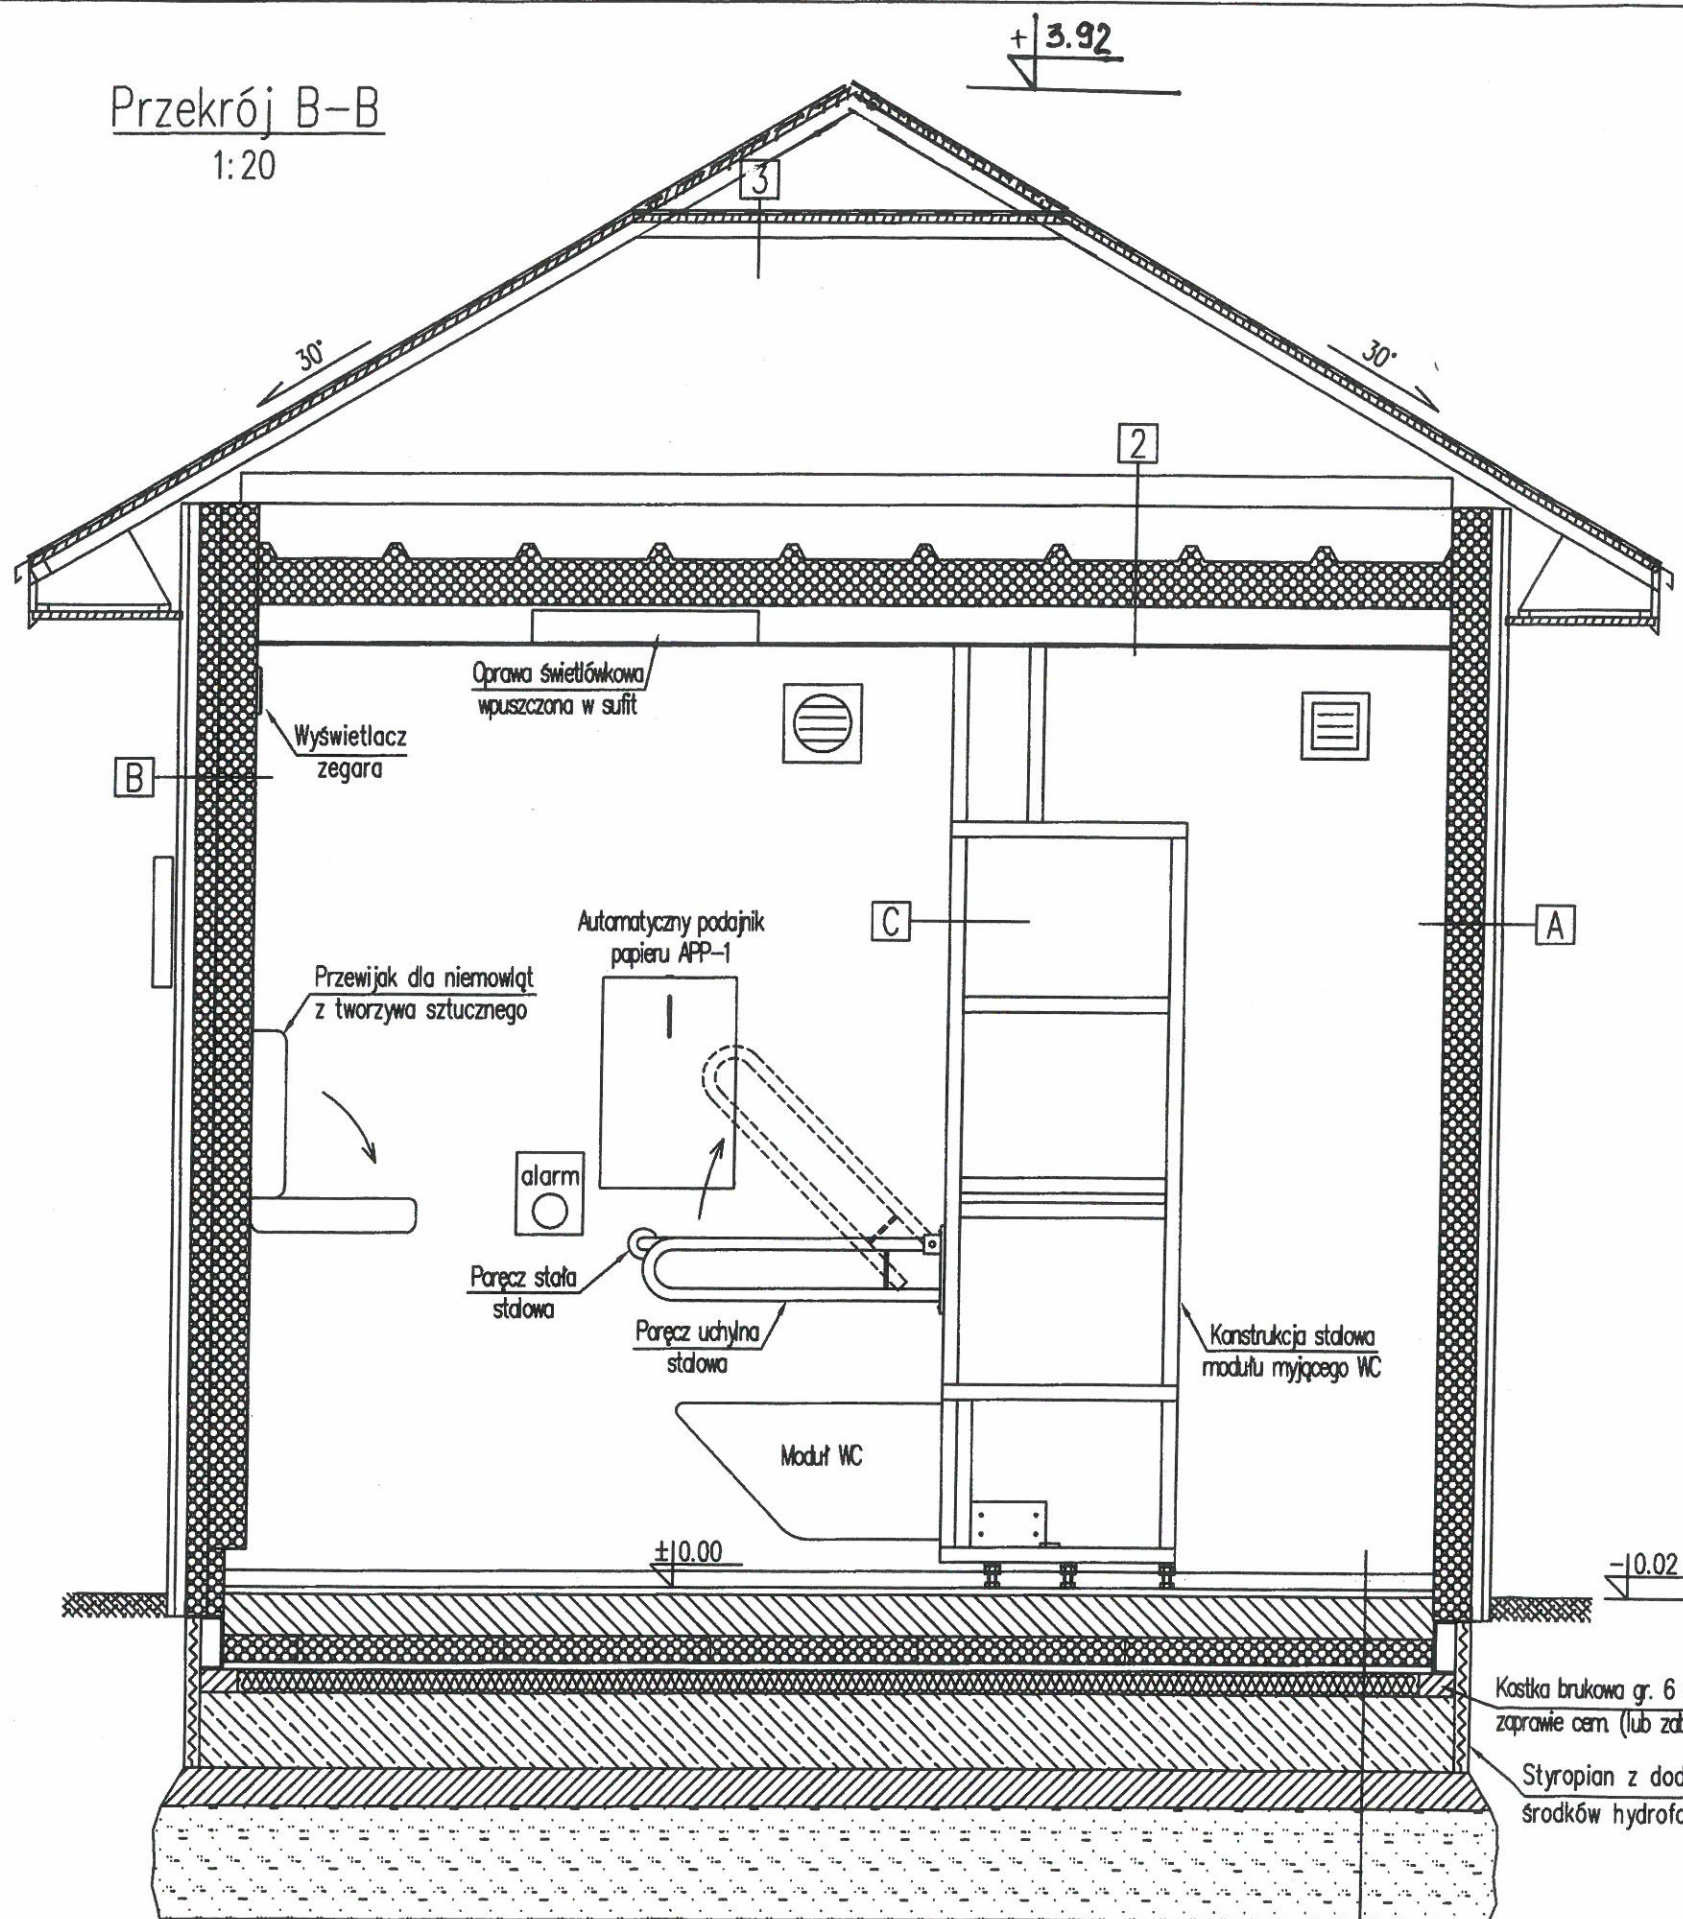 +3.92
Przekrój B-B
1:20
3
30°
30°
2
Oprawa świetlówkowa
wpuszczona w sufit
Wyświetlacz
zegara
B
C
A
Automatyczny podajnik
papieru APP-1
Przewijak dla niemowląt
z tworzywa sztucznego
alarm
Poręcz stała
stalowa
Poręcz uchylna
stalowa
Konstrukcja stalowa
modułu myjącego WC
Moduł WC
±0.00
-0.02
Kostka brukowa gr. 6
zaprawie cem. (lub
Styropian z
środków